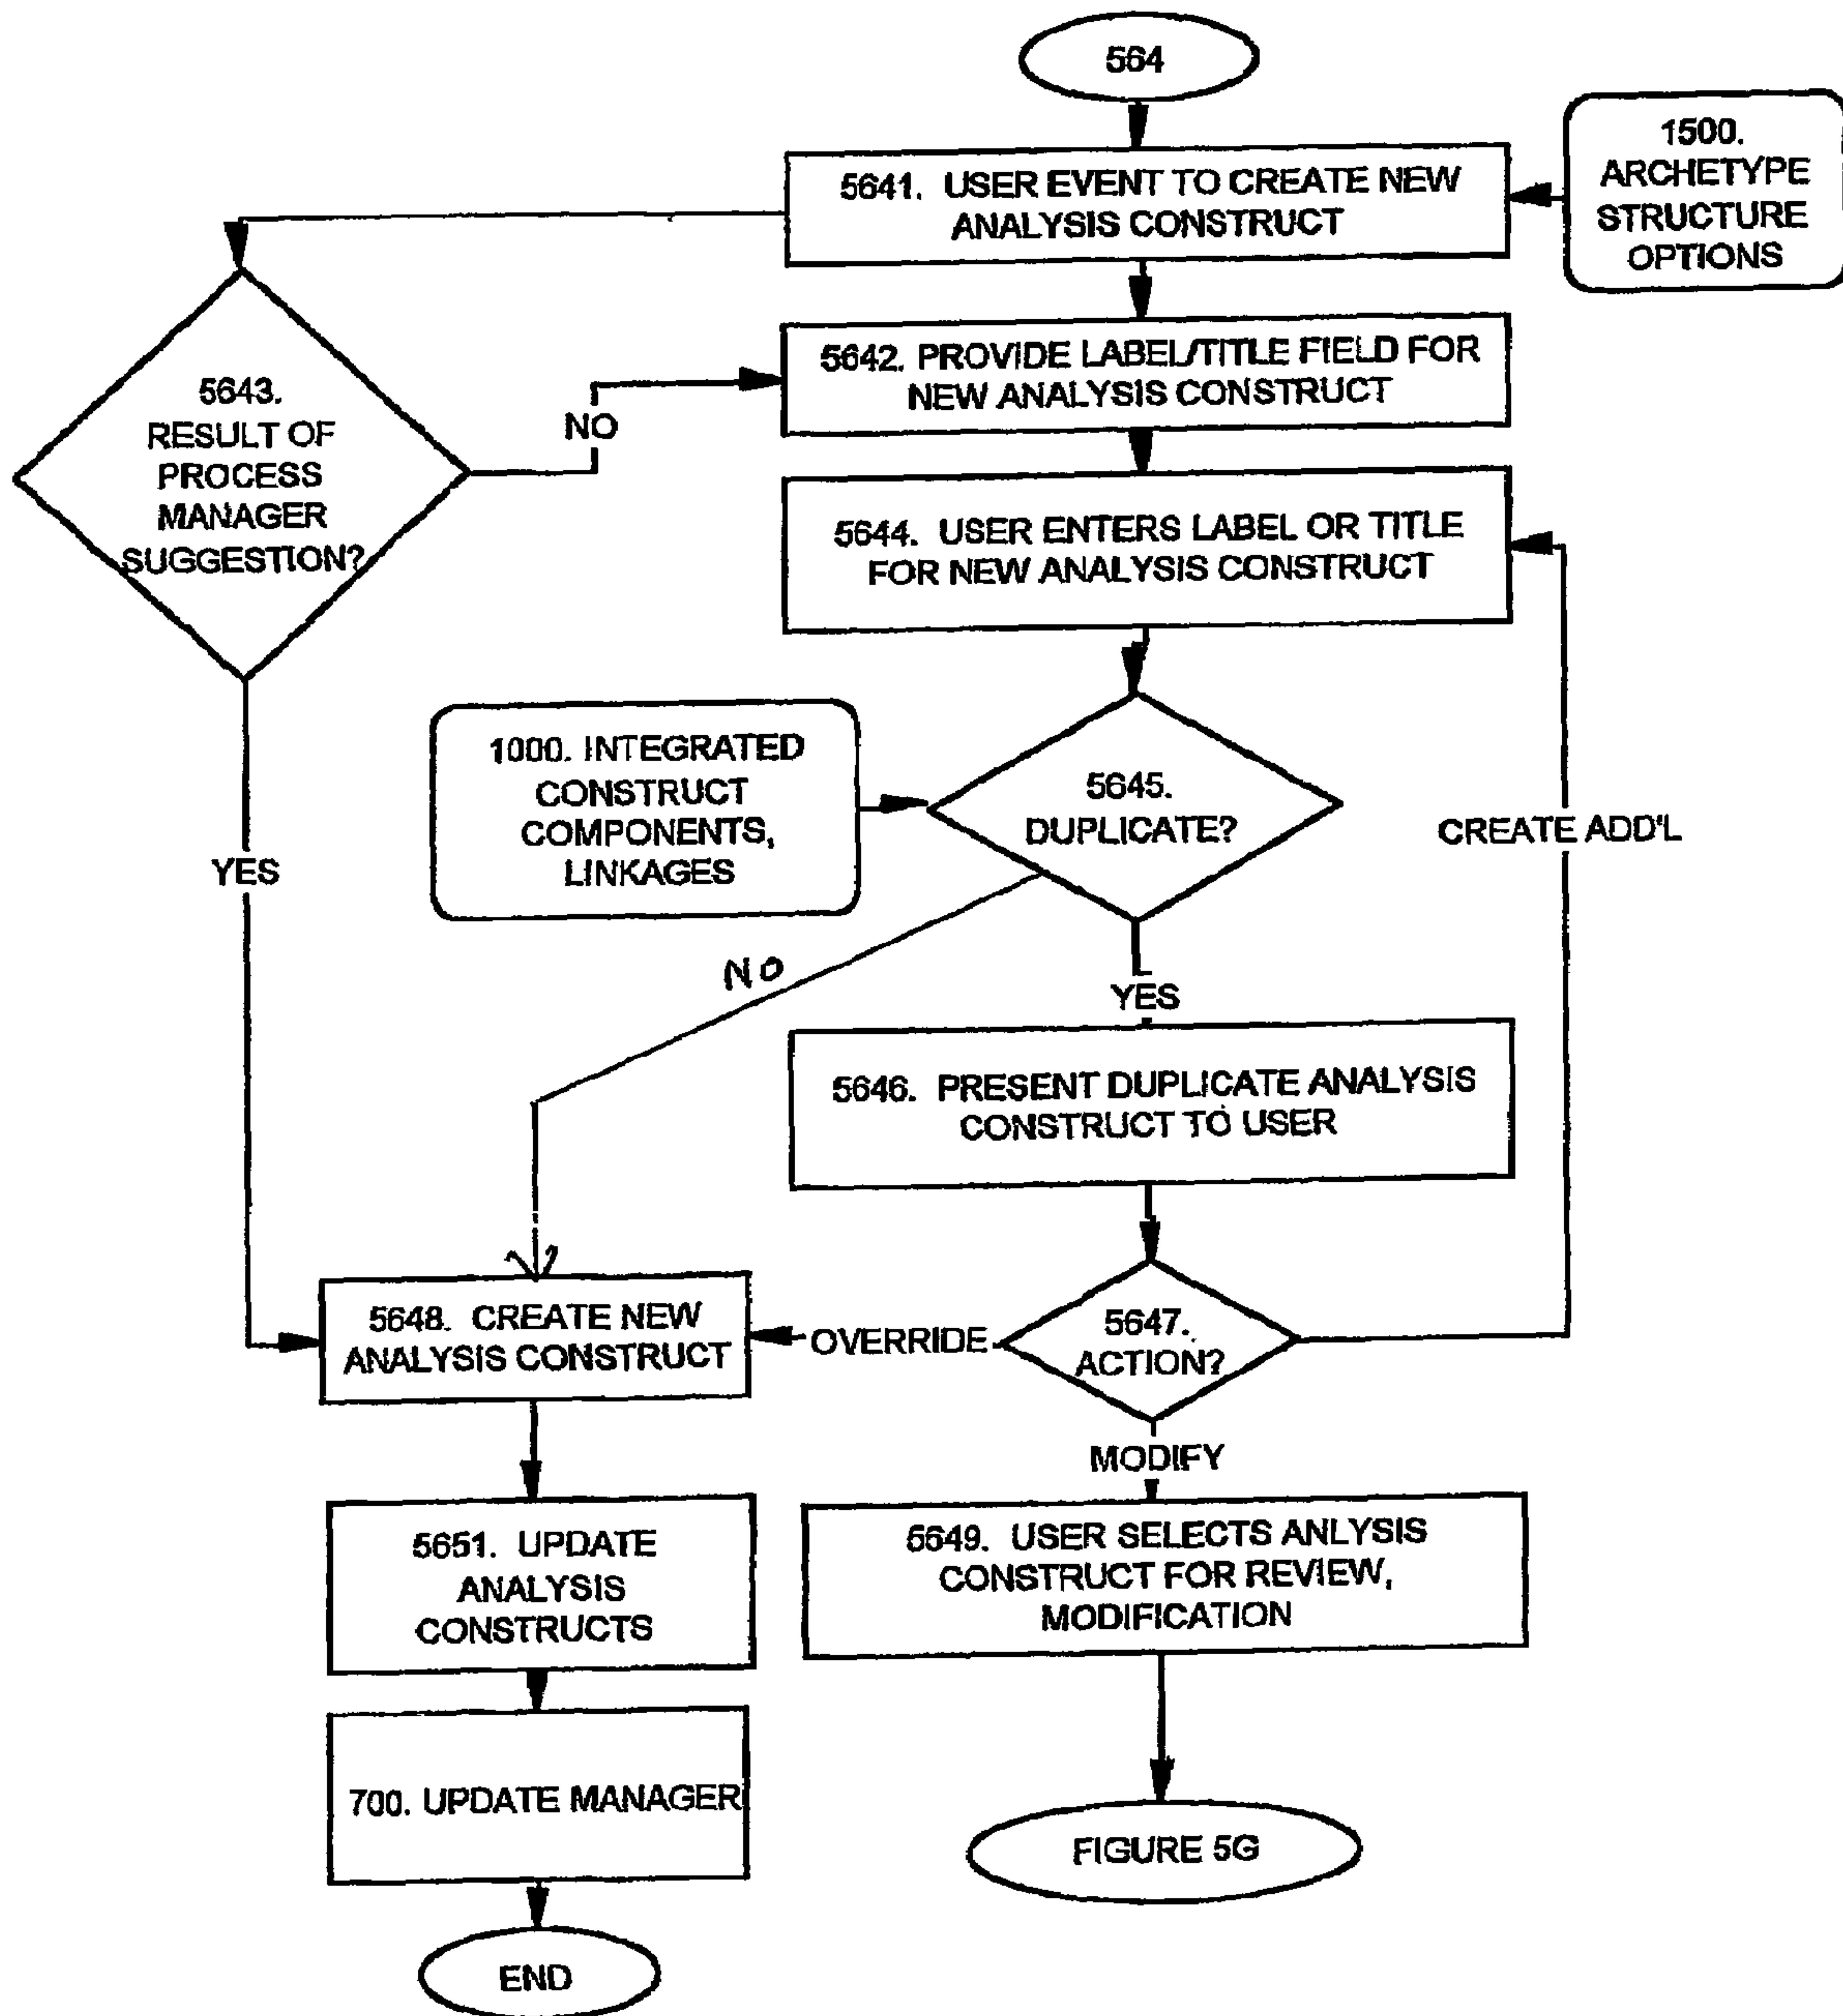 564
1500.
ARCHETYPE
STRUCTURE
OPTIONS
5641. USER EVENT TO CREATE NEW
ANALYSIS CONSTRUCT
5642. PROVIDE LABEL/TITLE FIELD FOR
NEW ANALYSIS CONSTRUCT
5643.
RESULT OF
PROCESS
MANAGER
SUGGESTION?
NO
5644. USER ENTERS LABEL OR TITLE
FOR NEW ANALYSIS CONSTRUCT
1000. INTEGRATED
CONSTRUCT
COMPONENTS,
LINKAGES
5645.
DUPLICATE?
CREATE ADD'L
YES
NO
YES
5646. PRESENT DUPLICATE ANALYSIS
CONSTRUCT TO USER
5648. CREATE NEW
ANALYSIS CONSTRUCT
OVERRIDE
5647.
ACTION?
MODIFY
5651. UPDATE
ANALYSIS
CONSTRUCTS
5649. USER SELECTS ANLYSIS
CONSTRUCT FOR REVIEW,
MODIFICATION
700. UPDATE MANAGER
FIGURE 5G
END